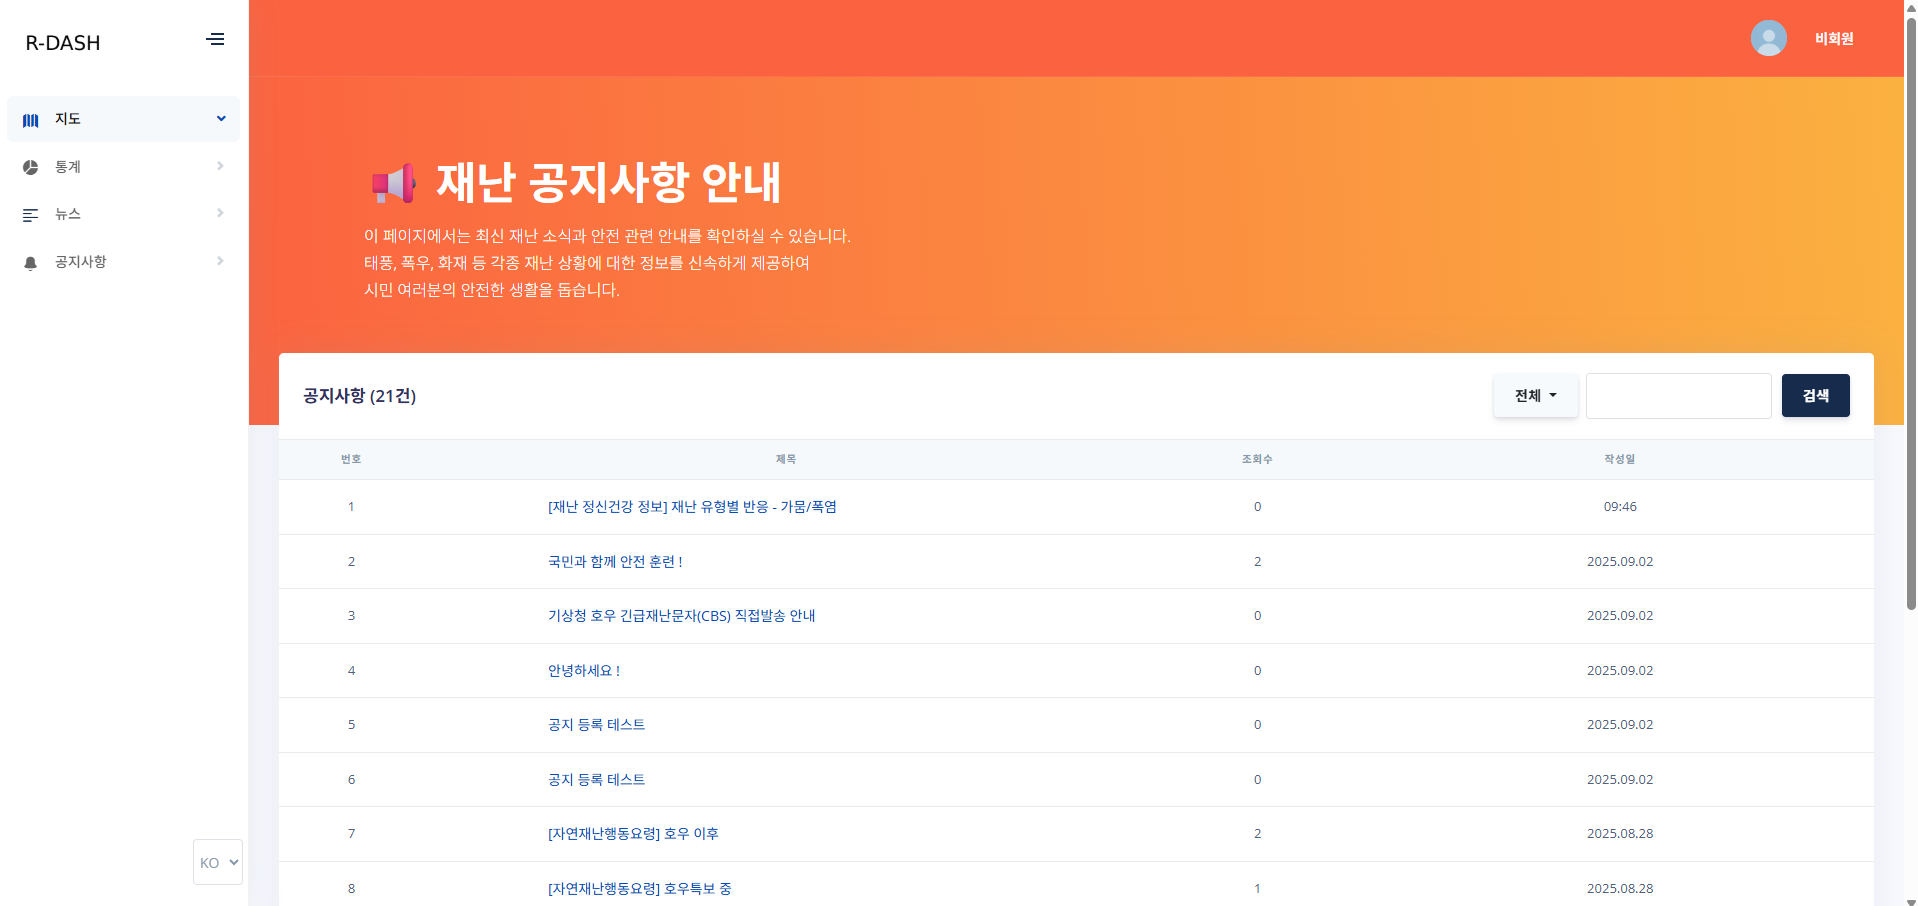 R-DASH
비회원
지도
통계
뉴스
공지사항
재난 공지사항 안내
이 페이지에서는 최신 재난 소식과 안전 관련 안내를 확인하실 수 있습니다.
태풍, 폭우, 화재 등 각종 재난 상황에 대한 정보를 신속하게 제공하여
시민 여러분의 안전한 생활을 돕습니다.
공지사항 (21건)
전체
검색
번호 제목 조회수 작성일
1 [재난 정신건강 정보] 재난 유형별 반응 - 가뭄/폭염 0 09:46
2 국민과 함께 안전 훈련 ! 2 2025.09.02
3 기상청 호우 긴급재난문자(CBS) 직접발송 안내 0 2025.09.02
4 안녕하세요 ! 0 2025.09.02
5 공지 등록 테스트 0 2025.09.02
6 공지 등록 테스트 0 2025.09.02
7 [자연재난행동요령] 호우 이후 2 2025.08.28
8 [자연재난행동요령] 호우특보 중 1 2025.08.28
KO